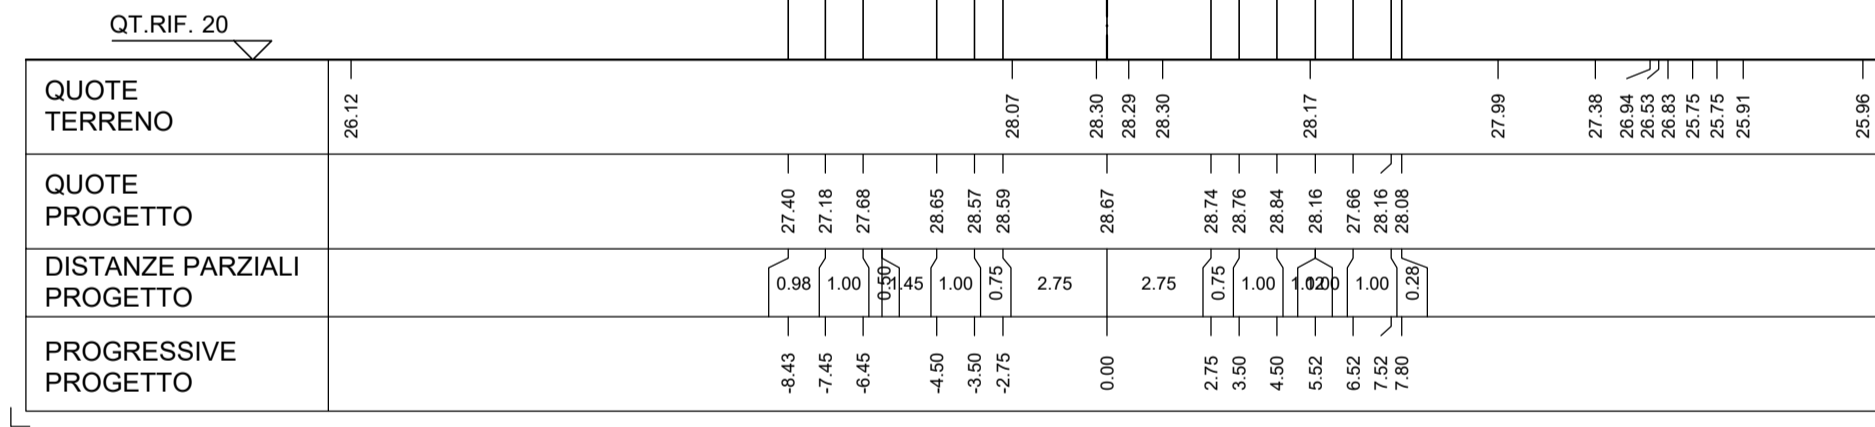 QT.RIF. 20
QUOTE
TERRENO
26.12 28.07 28.30 28.29 28.30 28.17 27.99 27.38 26.94 26.53 26.83 25.75 25.75 25.91 25.96
QUOTE
PROGETTO
27.40 27.18 27.68 28.65 28.57 28.59 28.67 28.74 28.76 28.84 28.16 27.66 28.16 28.08
DISTANZE PARZIALI
PROGETTO
0.98 1.00 0.50 1.45 1.00 0.75 2.75 2.75 0.75 1.00 1.02 1.00 1.00 0.28
PROGRESSIVE
PROGETTO
-8.43 -7.45 -6.45 -4.50 -3.50 -2.75 0.00 2.75 3.50 4.50 5.52 6.52 7.52 7.80